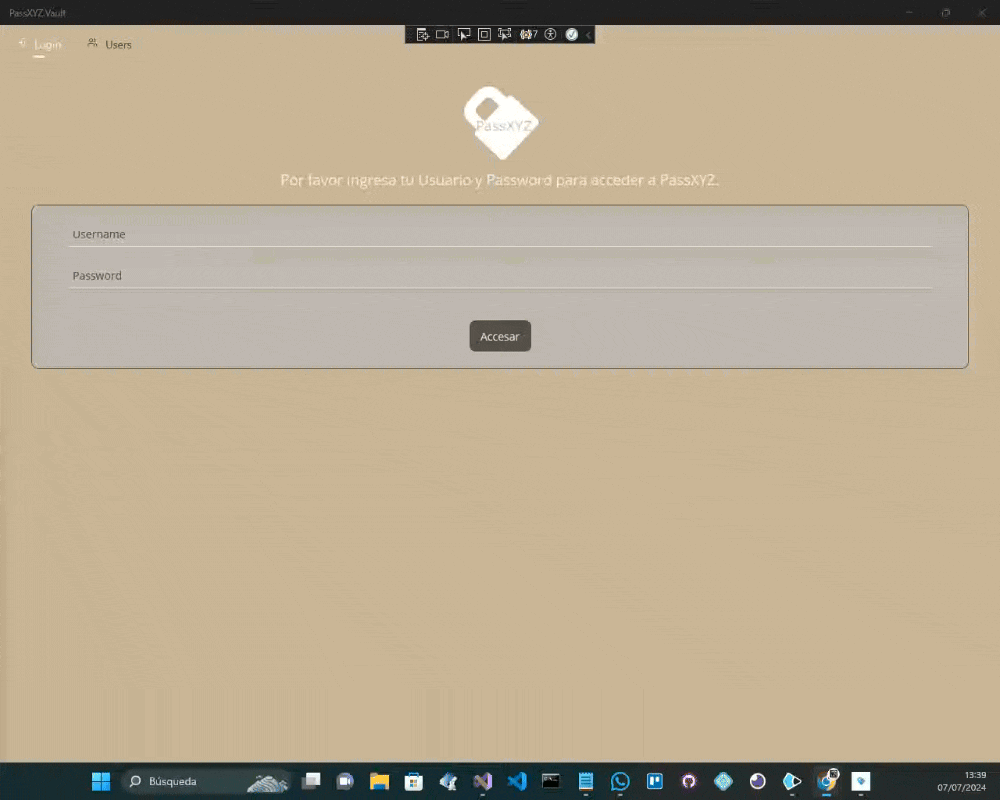 PassXYZ.Vault
7
Login
Users
PassXYZ
Por favor ingresa tu Usuario y Password para acceder a PassXYZ.
Username
Password
Accesar
Búsqueda
13:39
07/07/2024